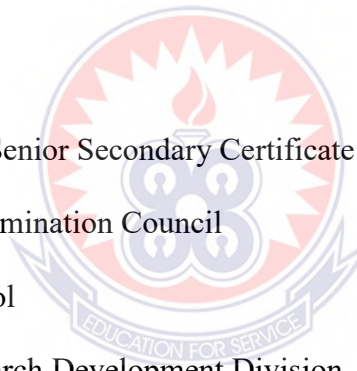 Senior Secondary Certificate
mination Council
ol
EDUCATION FOR SERVICE
rch Development Division